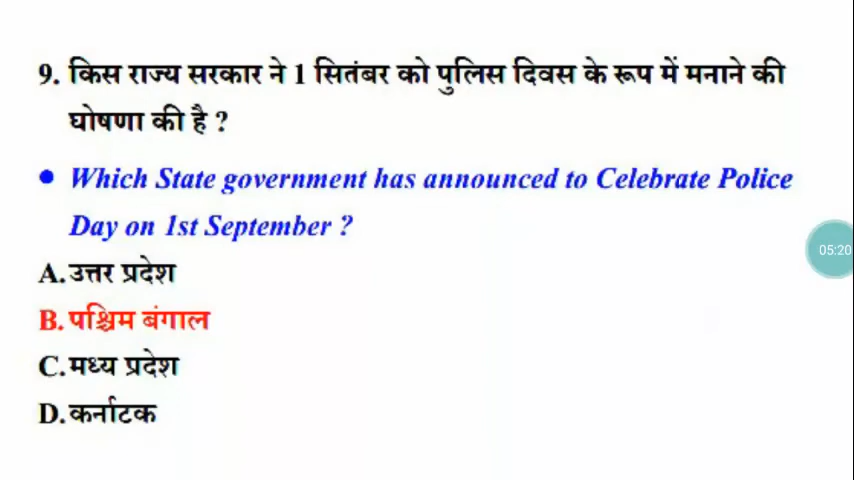 9. किस राज्य सरकार ने 1 सितंबर को पुलिस दिवस के रूप में मनाने की
घोषणा की है ?
● Which State government has announced to Celebrate Police
Day on 1st September ?
A. उत्तर प्रदेश
B. पश्चिम बंगाल
C. मध्य प्रदेश
D. कर्नाटक
05:20